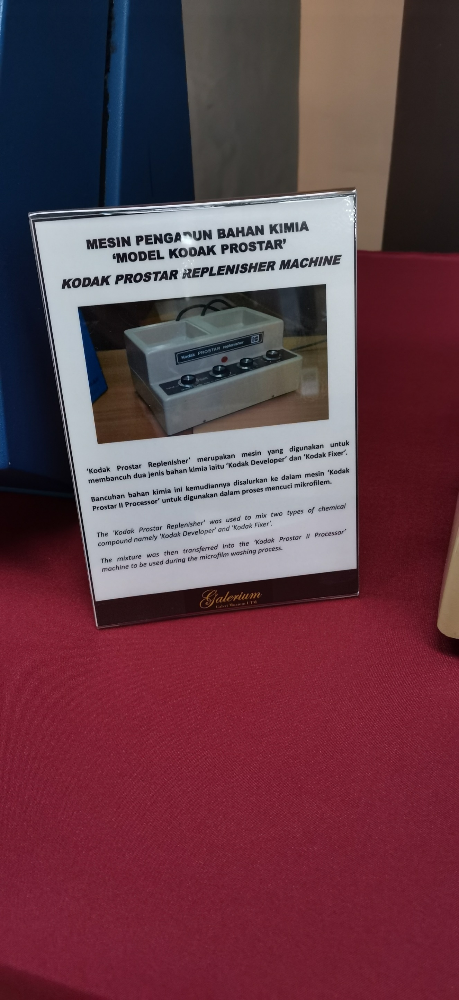 MESIN PENGADUN BAHAN KIMIA
‘MODEL KODAK PROSTAR’
KODAK PROSTAR REPLENISHER MACHINE
Kodak PROSTAR replenisher
‘Kodak Prostar Replenisher’ merupakan mesin yang digunakan untuk
membancuh dua jenis bahan kimia iaitu ‘Kodak Developer’ dan ‘Kodak Fixer’.
Bancuhan bahan kimia ini kemudiannya disalurkan ke dalam mesin ‘Kodak
Prostar II Processor’ untuk digunakan dalam proses mencuci mikrofilem.
The 'Kodak Prostar Replenisher' was used to mix two types of chemical
compound namely 'Kodak Developer' and 'Kodak Fixer'.
The mixture was then transferred into the ‘Kodak Prostar II Processor’
machine to be used during the microfilm washing process.
Galerium
Galeri Muzium UTM